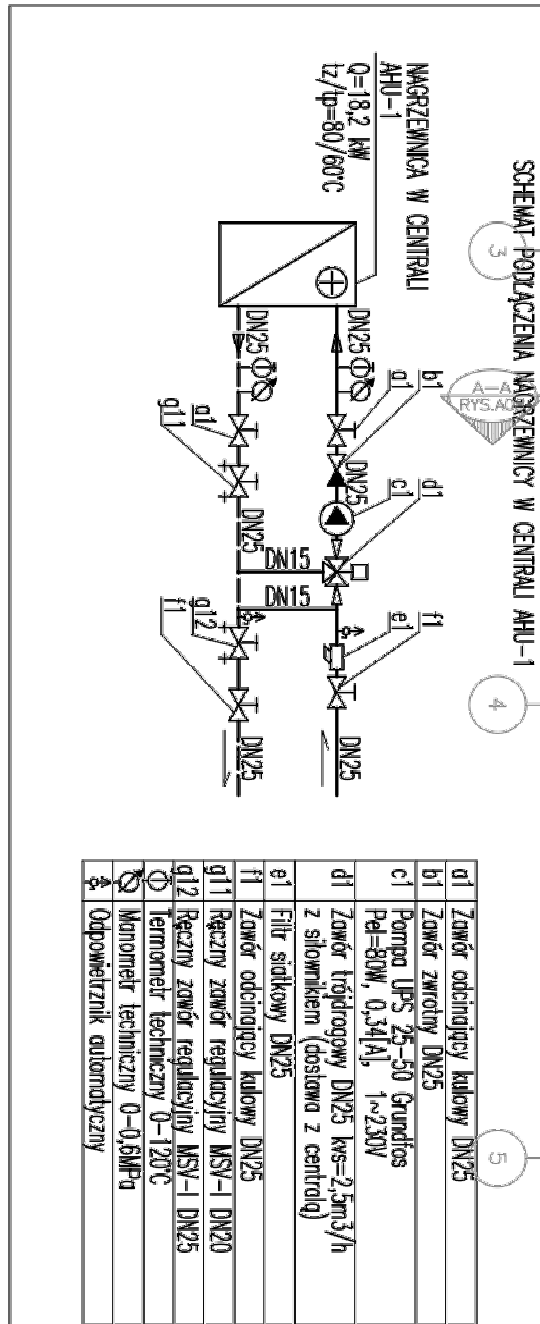 SCHEMAT PODŁĄCZENIA NAGRZEWNICY W CENTRALI AHU-1
3
A-A
RYS.A0
4
5
NAGRZEWNICA W CENTRALI
AHU-1
Q=18,2 kW
tz/tp=80/60°C
a1
b1
c1
d1
e1
f1
DN25
DN25
DN25
DN15
DN15
DN25
DN25
DN25
a1
g11
g12
f1
a1 Zawór odcinający kulowy DN25
b1 Zawór zwrotny DN25
c1 Pompa UPS 25-50 Grundfos
Pel=80W, 0,34[A], 1~230V
d1 Zawór trójdrogowy DN25 kvs=2,5m3/h
z siłownikiem (dostawa z centralą)
e1 Filtr siatkowy DN25
f1 Zawór odcinający kulowy DN25
g11 Ręczny zawór regulacyjny MSV-I DN20
g12 Ręczny zawór regulacyjny MSV-I DN25
Termometr techniczny 0-120°C
Manometr techniczny 0-0,6MPa
Odpowietrznik automatyczny